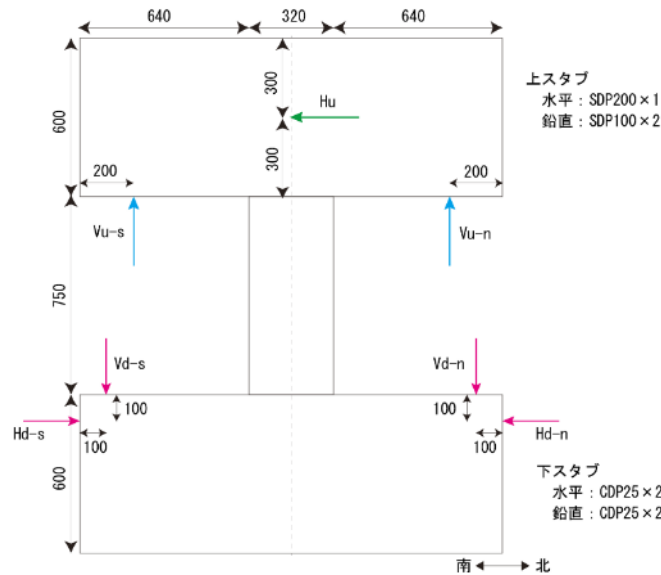 640
320
640
300
Hu
上スタブ
水平：SDP200×1
鉛直：SDP100×2
600
300
200
200
Vu-s
Vu-n
750
Vd-s
Vd-n
100
100
Hd-s
Hd-n
100
100
下スタブ
水平：CDP25×2
鉛直：CDP25×2
600
南
北